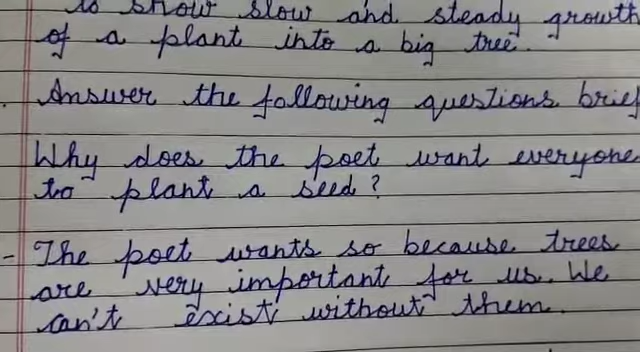 to show slow and steady growth
of a plant into a big tree.
. Answer the following questions brief
Why does the poet want everyone
to plant a seed?
- The poet wants so because trees
are very important for us. We
can't exist without them.